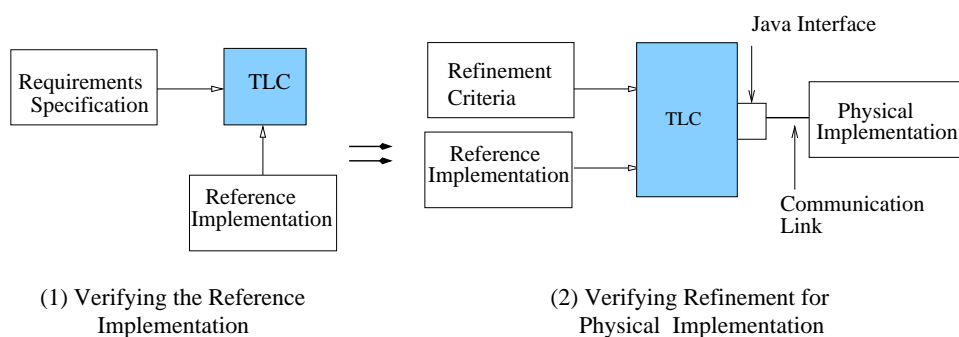 Requirements
Specification
TLC
Reference
Implementation
(1) Verifying the Reference
Implementation
Java Interface
Refinement
Criteria
Reference
Implementation
TLC
Physical
Implementation
Communication
Link
(2) Verifying Refinement for
Physical Implementation